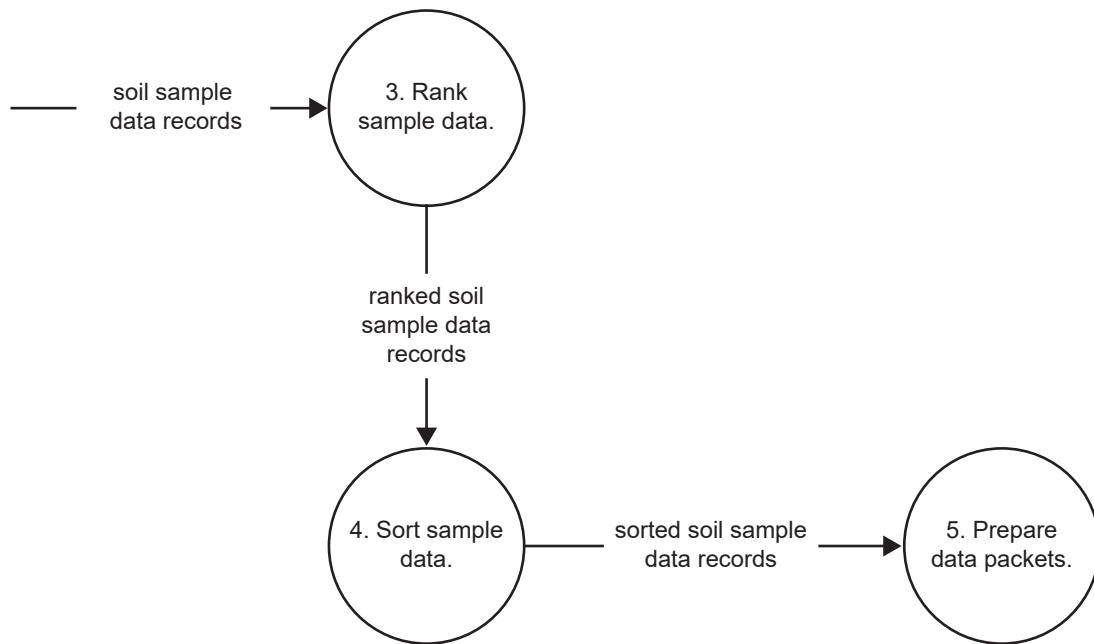 soil sample
data records
3. Rank
sample data.
ranked soil
sample data
records
4. Sort sample
data.
sorted soil sample
data records
5. Prepare
data packets.